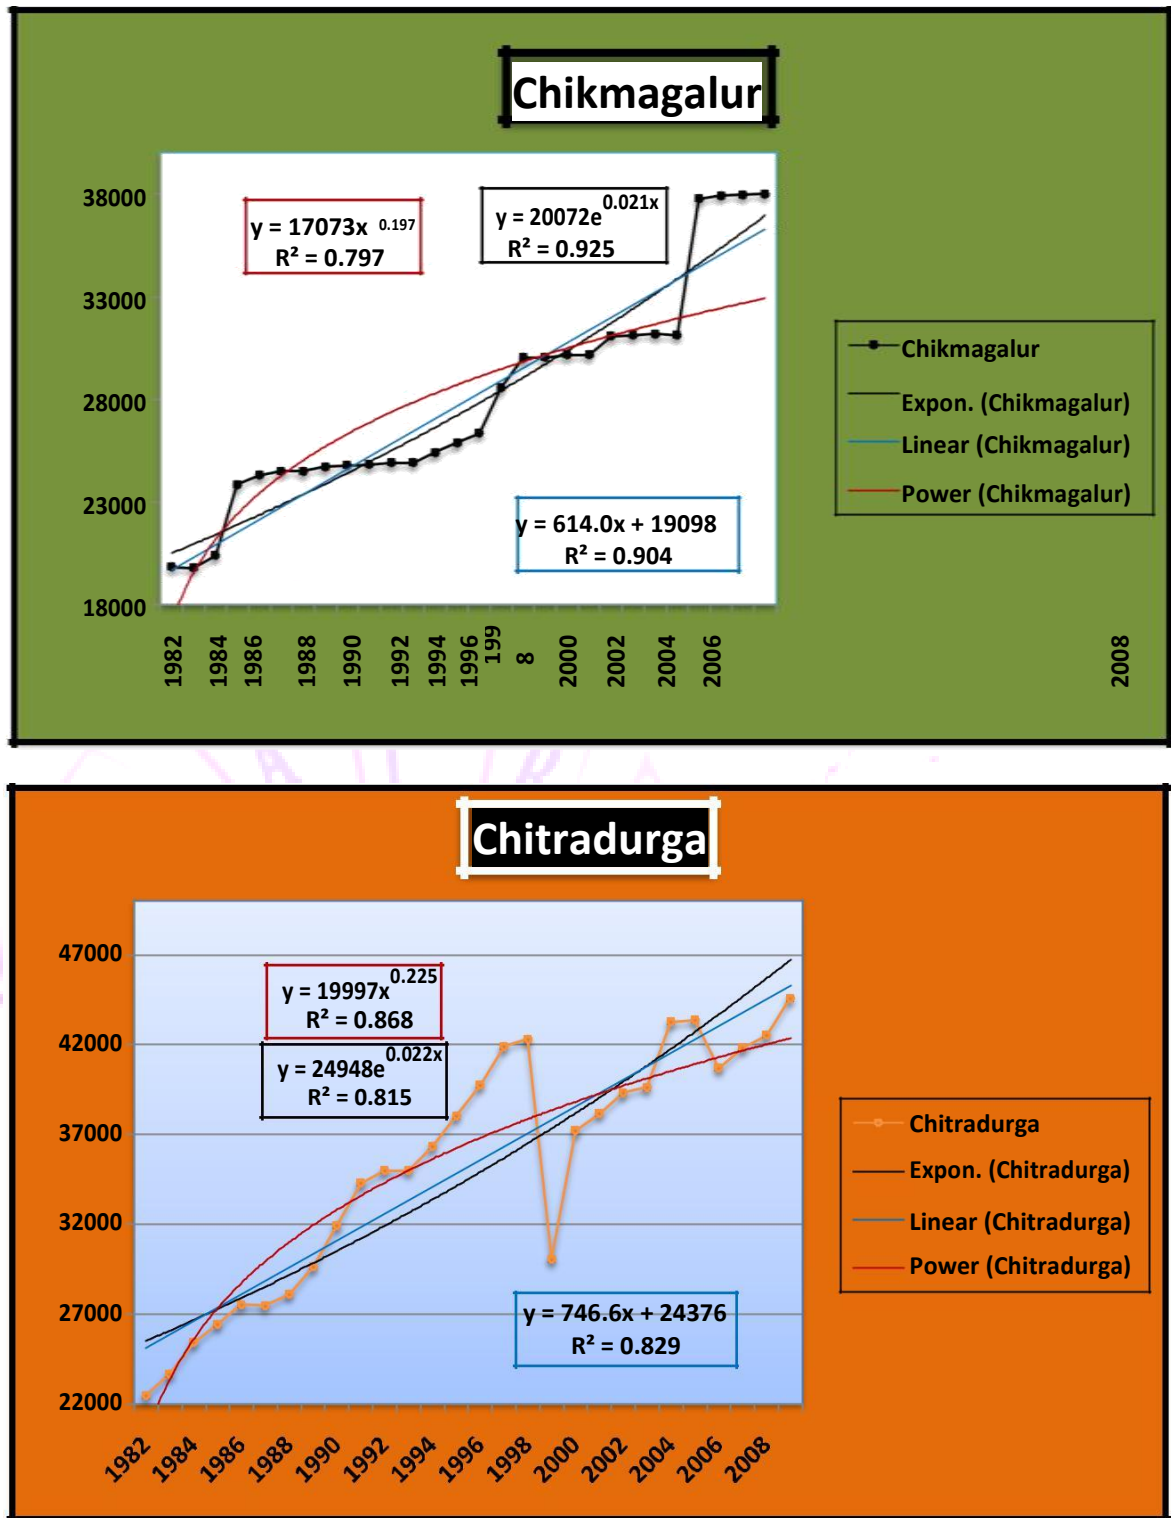 Chikmagalur
38000
33000
28000
23000
18000
y = 17073x 0.197
R² = 0.797
y = 20072e0.021x
R² = 0.925
y = 614.0x + 19098
R² = 0.904
Chikmagalur
Expon. (Chikmagalur)
Linear (Chikmagalur)
Power (Chikmagalur)
1982
1984
1986
1988
1990
1992
1994
1996
199
8
2000
2002
2004
2006
2008
Chitradurga
47000
42000
37000
32000
27000
22000
y = 19997x0.225
R² = 0.868
y = 24948e0.022x
R² = 0.815
y = 746.6x + 24376
R² = 0.829
Chitradurga
Expon. (Chitradurga)
Linear (Chitradurga)
Power (Chitradurga)
1982
1984
1986
1988
1990
1992
1994
1996
1998
2000
2002
2004
2006
2008